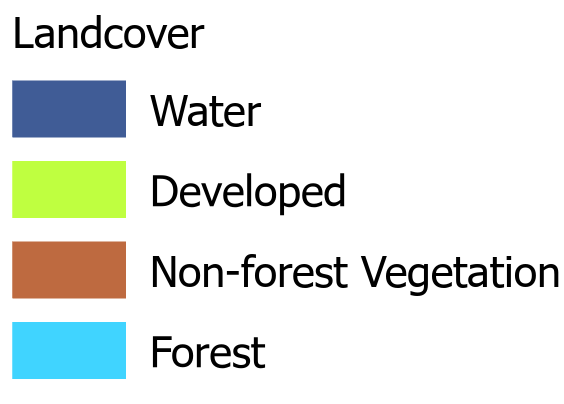 Landcover
Water
Developed
Non-forest Vegetation
Forest